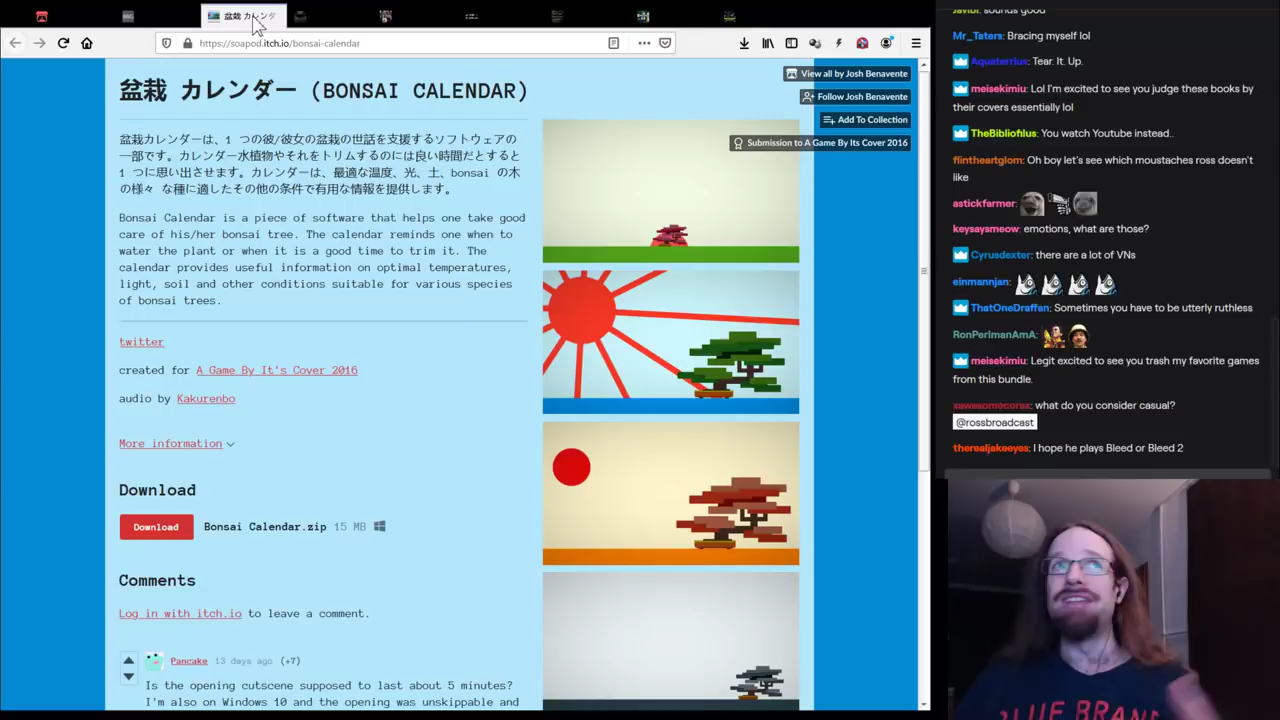 盆栽 カレンダ
https://soapod.itch.io/bonsai-calendar
盆栽 カレンダー (BONSAI CALENDAR)
盆栽カレンダーは、1 つの彼/彼女の盆栽の世話を支援するソフトウェアの
一部です。カレンダー水植物やそれをトリムするのには良い時間だとすると
1 つに思い出させます。カレンダーは、最適な温度、光、土、bonsai の木
の様々 な種に適したその他の条件で有用な情報を提供します。
Bonsai Calendar is a piece of software that helps one take good
care of his/her bonsai tree. The calendar reminds one when to
water the plant or when it is a good time to trim it. The
calendar provides useful information on optimal temperatures,
light, soil and other conditions suitable for various species
of bonsai trees.
twitter
created for A Game By It's Cover 2016
audio by Kakurenbo
More information
Download
Download Bonsai Calendar.zip 15 MB
Comments
Log in with itch.io to leave a comment.
Pancake 13 days ago (+7)
Is the opening cutscene supposed to last about 5 minutes?
I'm also on Windows 10 and the opening was unskippable and
View all by Josh Benavente
Follow Josh Benavente
Add To Collection
Submission to A Game By Its Cover 2016
sounds good
Mr_Taters: Bracing myself lol
Aquaterrius: Tear. It. Up.
meisekimiu: Lol I'm excited to see you judge these books by
their covers essentially lol
TheBibliofilus: You watch Youtube instead..
flintheartglom: Oh boy let's see which moustaches ross doesn't
like
astickfarmer:
keysaysmeow: emotions, what are those?
Cyrusdexter: there are a lot of VNs
einmannjan:
ThatOneDraffan: Sometimes you have to be utterly ruthless
RonPerlmanAmA:
meisekimiu: Legit excited to see you trash my favorite games
from this bundle.
what do you consider casual?
@rossbroadcast
therealjakeeyes: I hope he plays Bleed or Bleed 2
BLUE BRAND